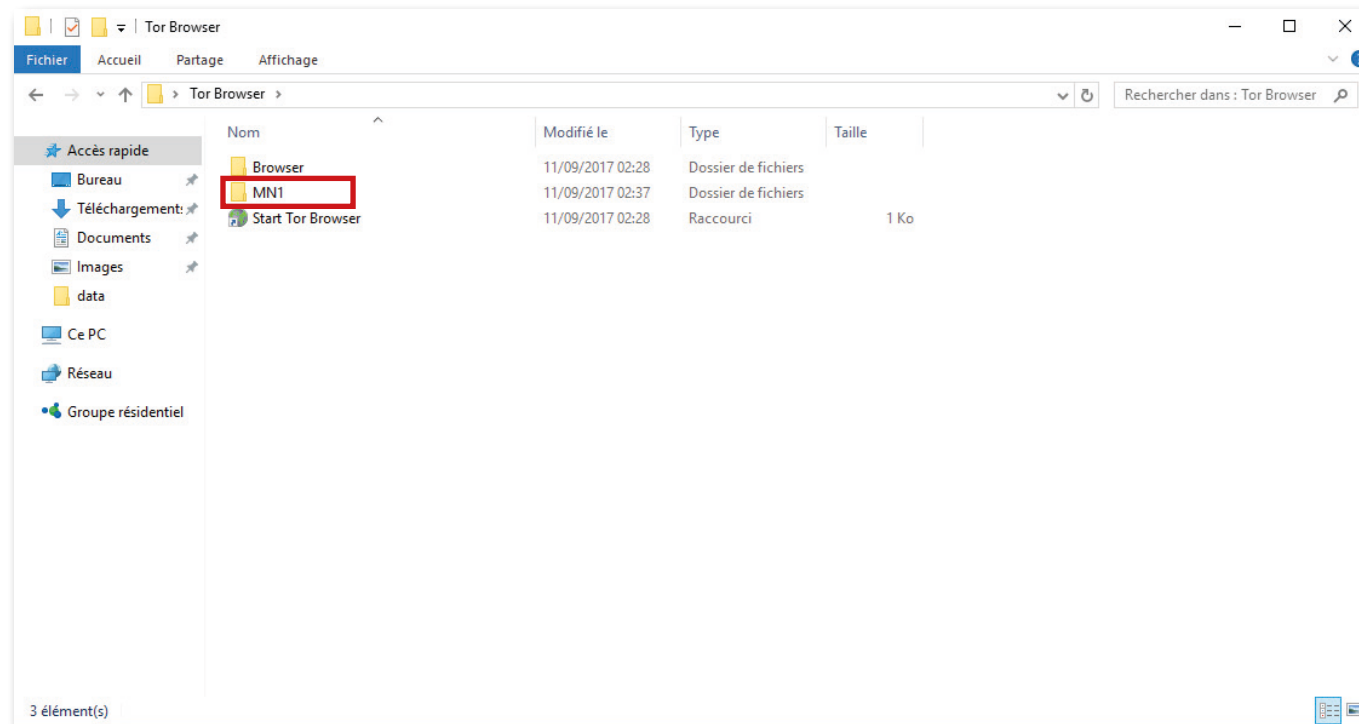 Tor Browser
Fichier Accueil Partage Affichage
Tor Browser Rechercher dans : Tor Browser
Nom Modifié le Type Taille
Accès rapide
Bureau
Téléchargements
Documents
Images
data
Ce PC
Réseau
Groupe résidentiel
Browser 11/09/2017 02:28 Dossier de fichiers
MN1 11/09/2017 02:37 Dossier de fichiers
Start Tor Browser 11/09/2017 02:28 Raccourci 1 Ko
3 élément(s)